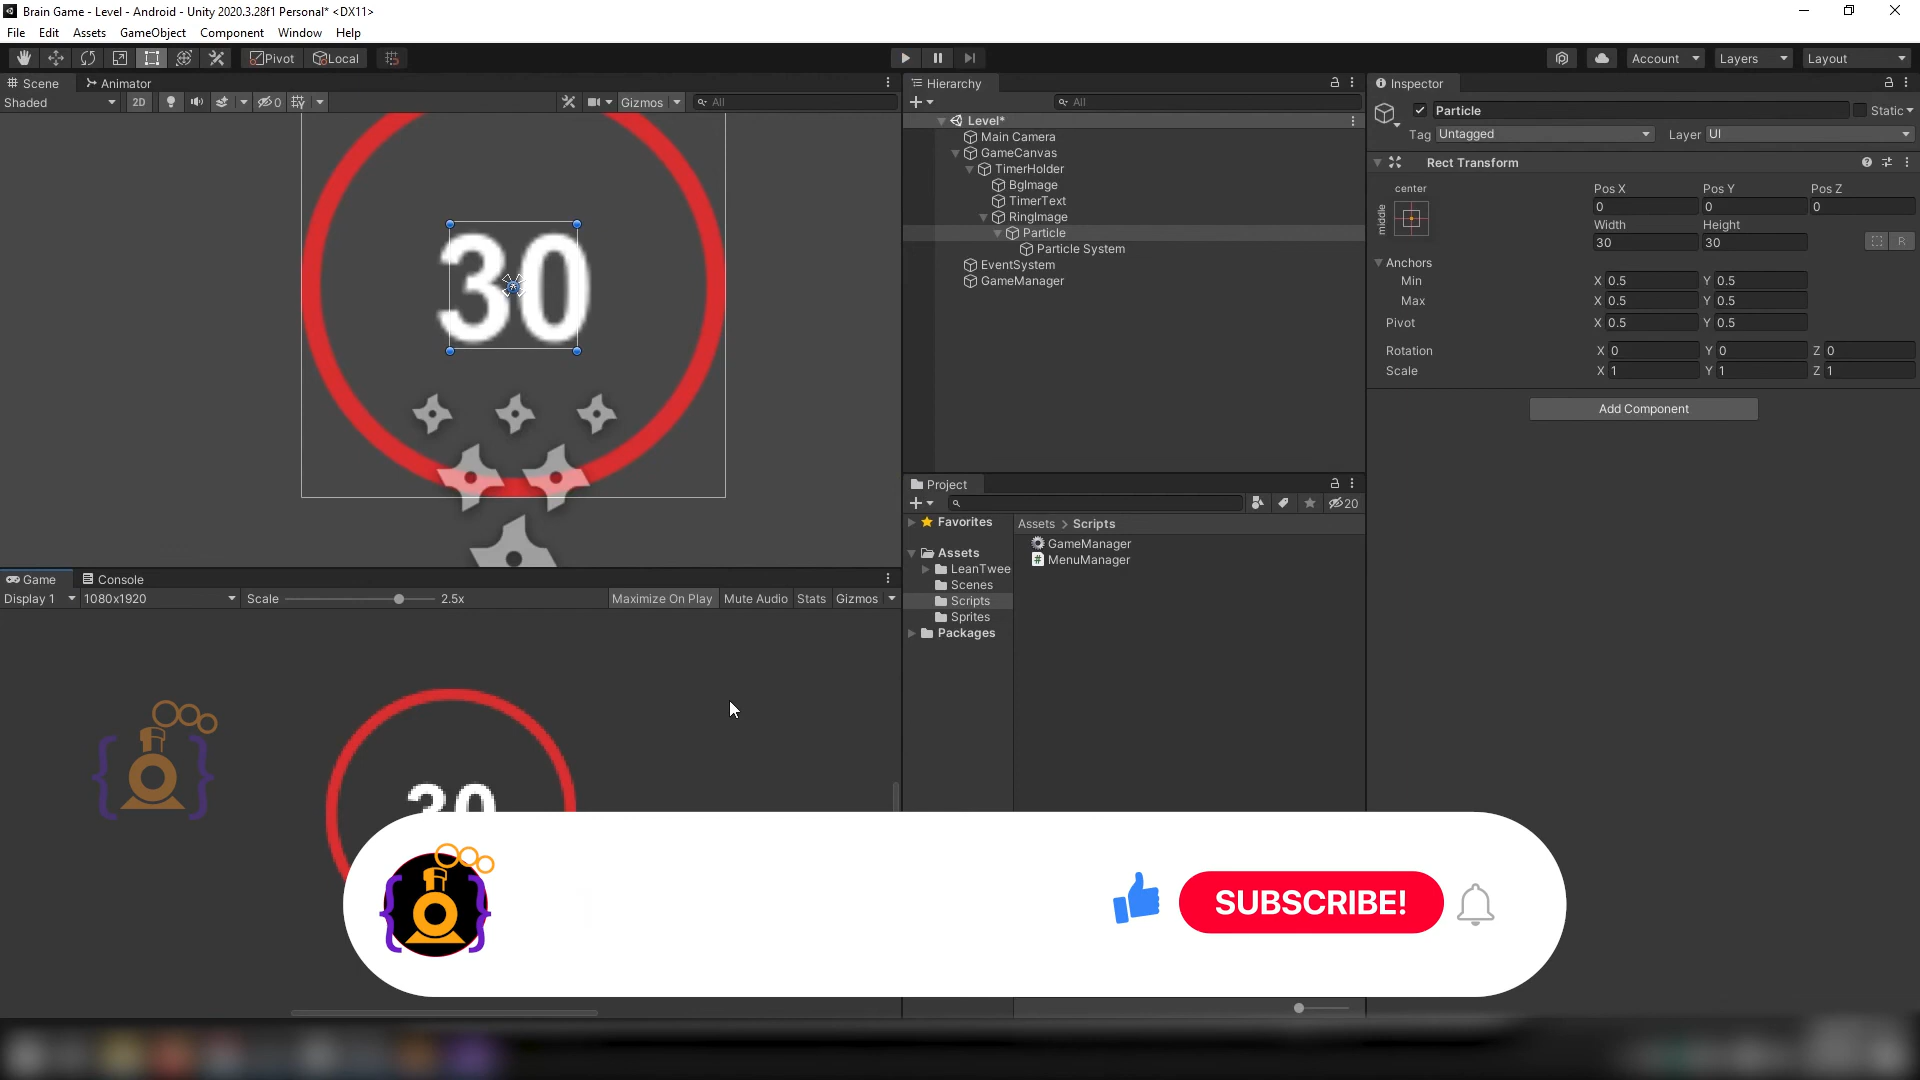 Brain Game - Level - Android - Unity 2020.3.28f1 Personal* <DX11>
File Edit Assets GameObject Component Window Help
Pivot Local Account Layers Layout
Scene Animator
Shaded 2D 0 Gizmos All
30
Game Console
Display 1 1080x1920 Scale 2.5x Maximize On Play Mute Audio Stats Gizmos
30
Hierarchy
All
Level*
Main Camera
GameCanvas
TimerHolder
BgImage
TimerText
RingImage
Particle
Particle System
EventSystem
GameManager
Project
20
Favorites
Assets
LeanTwee
Scenes
Scripts
Sprites
Packages
Assets > Scripts
GameManager
MenuManager
Inspector
Particle Static
Tag Untagged Layer UI
Rect Transform
center
middle
Pos X Pos Y Pos Z
0 0 0
Width Height
30 30 R
Anchors
Min X 0.5 Y 0.5
Max X 0.5 Y 0.5
Pivot X 0.5 Y 0.5
Rotation X 0 Y 0 Z 0
Scale X 1 Y 1 Z 1
Add Component
SUBSCRIBE!